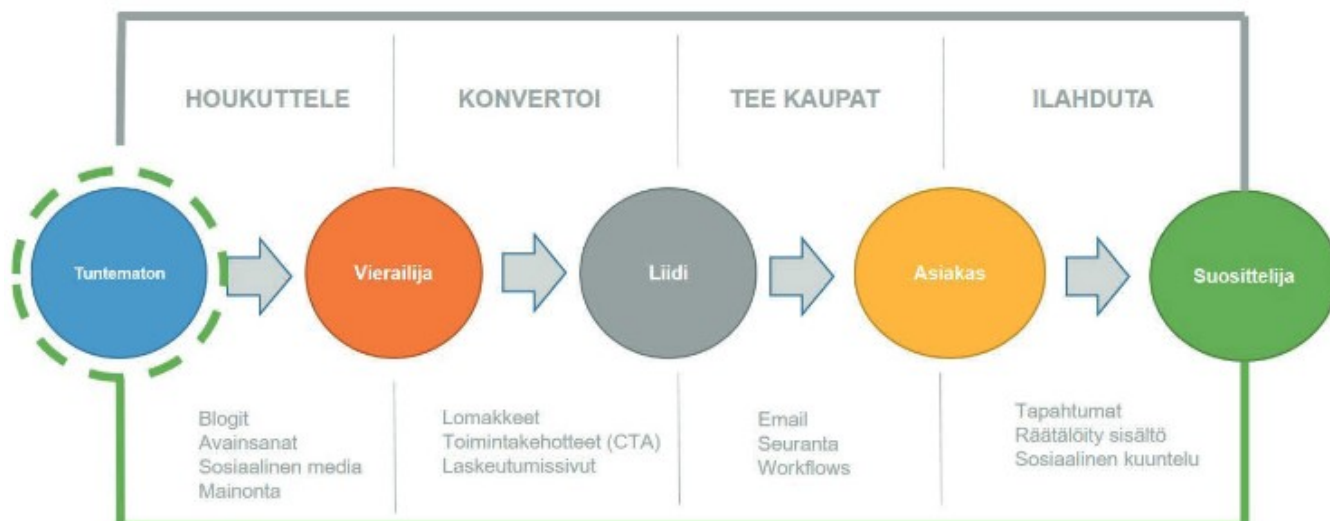 HOUKUTTELE
KONVERTOI
TEE KAUPAT
ILAHDUTA
Tuntematon
Vierailija
Liidi
Asiakas
Suosittelija
Blogit
Avainsanat
Sosiaalinen media
Mainonta
Lomakkeet
Toimintakehotteet (CTA)
Laskeutumissivut
Email
Seuranta
Workflows
Tapahtumat
Räätälöity sisältö
Sosiaalinen kuuntelu